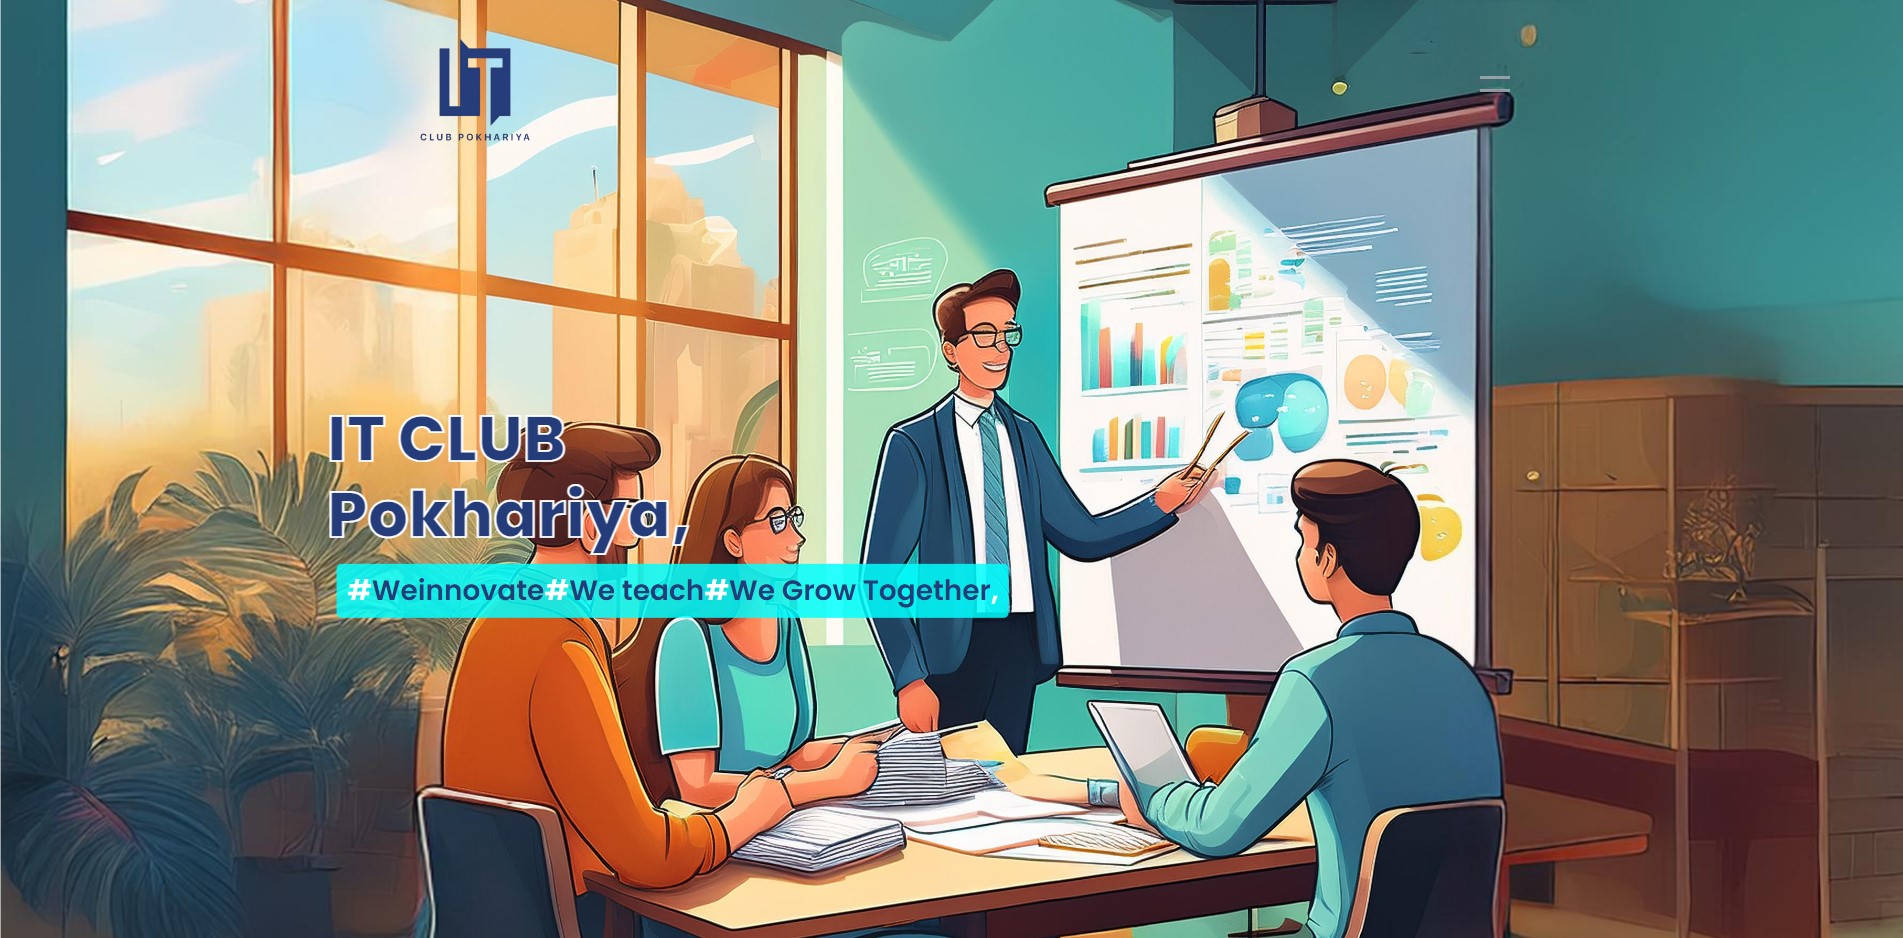 CLUB POKHARIYA
IT CLUB
Pokhariya,
#Weinnovate#We teach#We Grow Together,